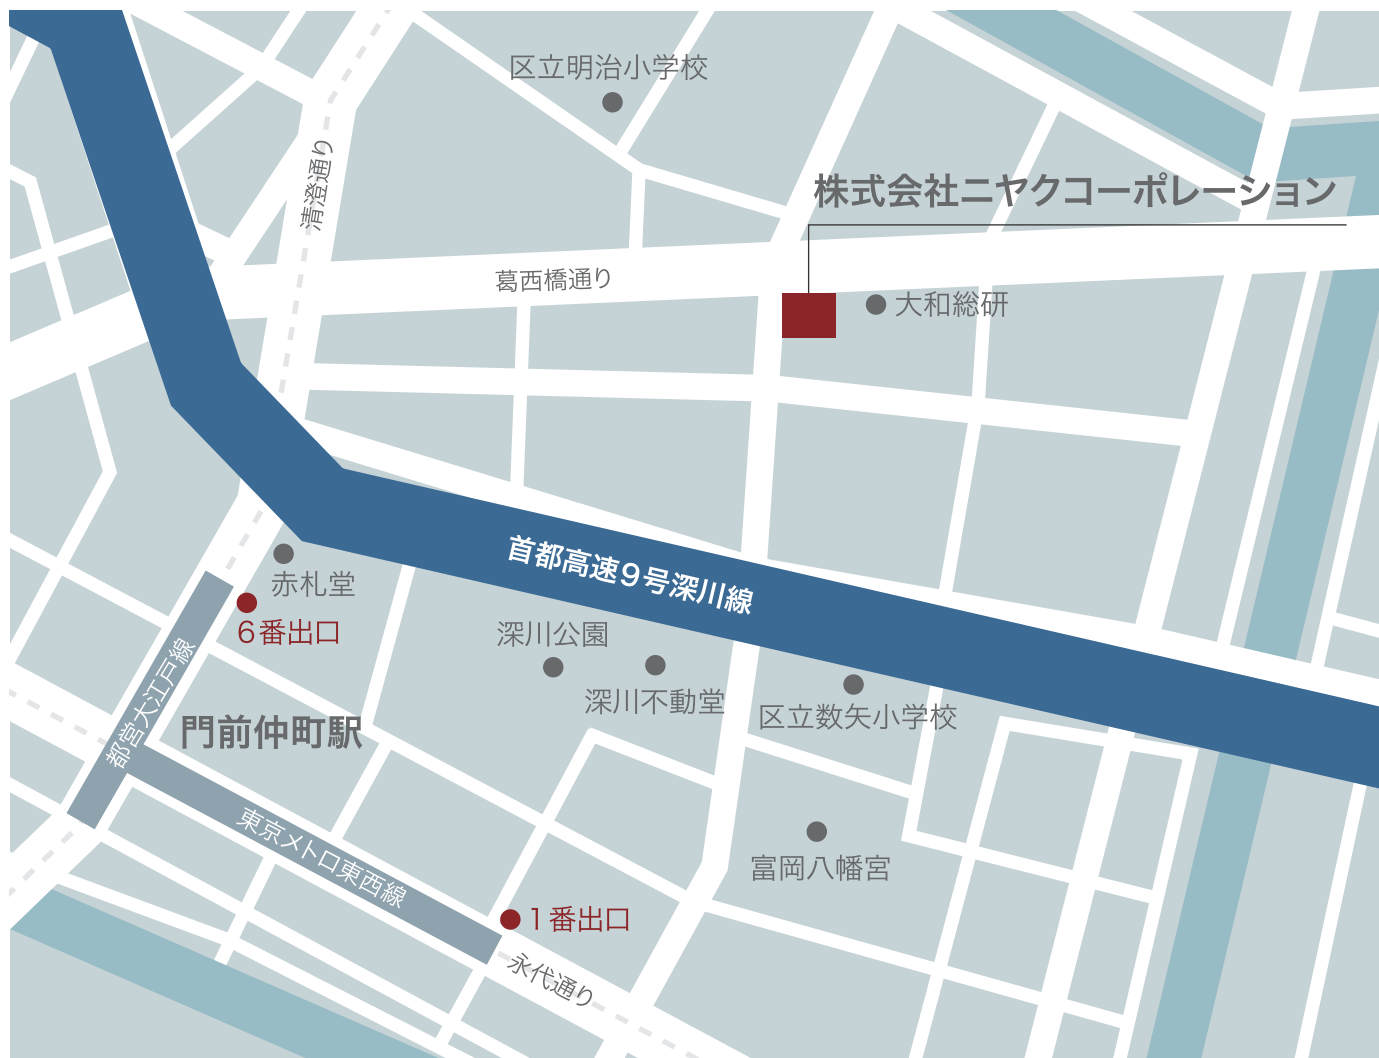 区立明治小学校
清澄通り
株式会社ニヤクコーポレーション
葛西橋通り
大和総研
首都高速9号深川線
赤札堂
6番出口
深川公園
都営大江戸線
深川不動堂
区立数矢小学校
門前仲町駅
東京メトロ東西線
富岡八幡宮
1番出口
永代通り